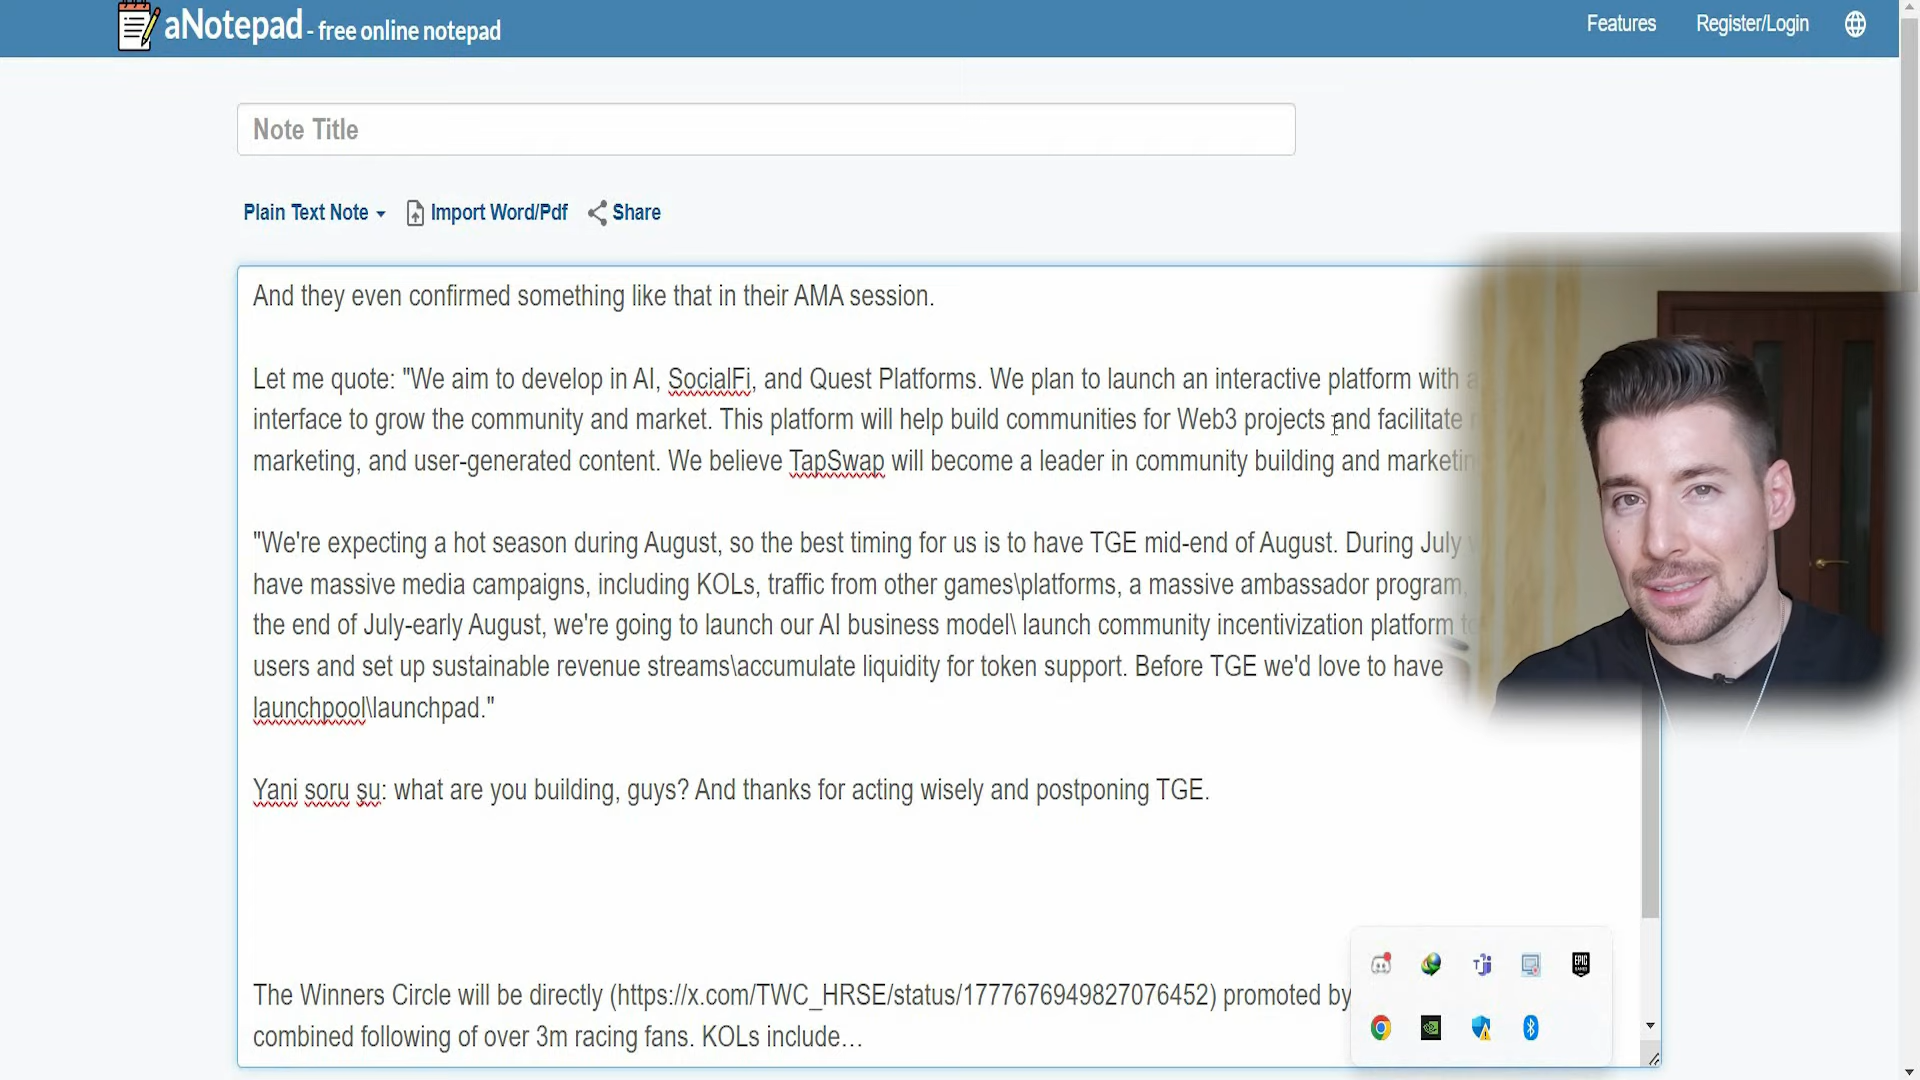 aNotepad - free online notepad
Features
Register/Login
Note Title
Plain Text Note
Import Word/Pdf
Share
And they even confirmed something like that in their AMA session.
Let me quote: "We aim to develop in AI, SocialFi, and Quest Platforms. We plan to launch an interactive platform with
interface to grow the community and market. This platform will help build communities for Web3 projects and facilitate
marketing, and user-generated content. We believe TapSwap will become a leader in community building and
"We're expecting a hot season during August, so the best timing for us is to have TGE mid-end of August. During July
have massive media campaigns, including KOLs, traffic from other games\platforms, a massive ambassador program,
the end of July-early August, we're going to launch our AI business model\ launch community incentivization platform
users and set up sustainable revenue streams\accumulate liquidity for token support. Before TGE we'd love to have
launchpool\launchpad."
Yani soru şu: what are you building, guys? And thanks for acting wisely and postponing TGE.
The Winners Circle will be directly (https://x.com/TWC_HRSE/status/1777676949827076452) promoted by
combined following of over 3m racing fans. KOLs include…
EPIC
GAMES